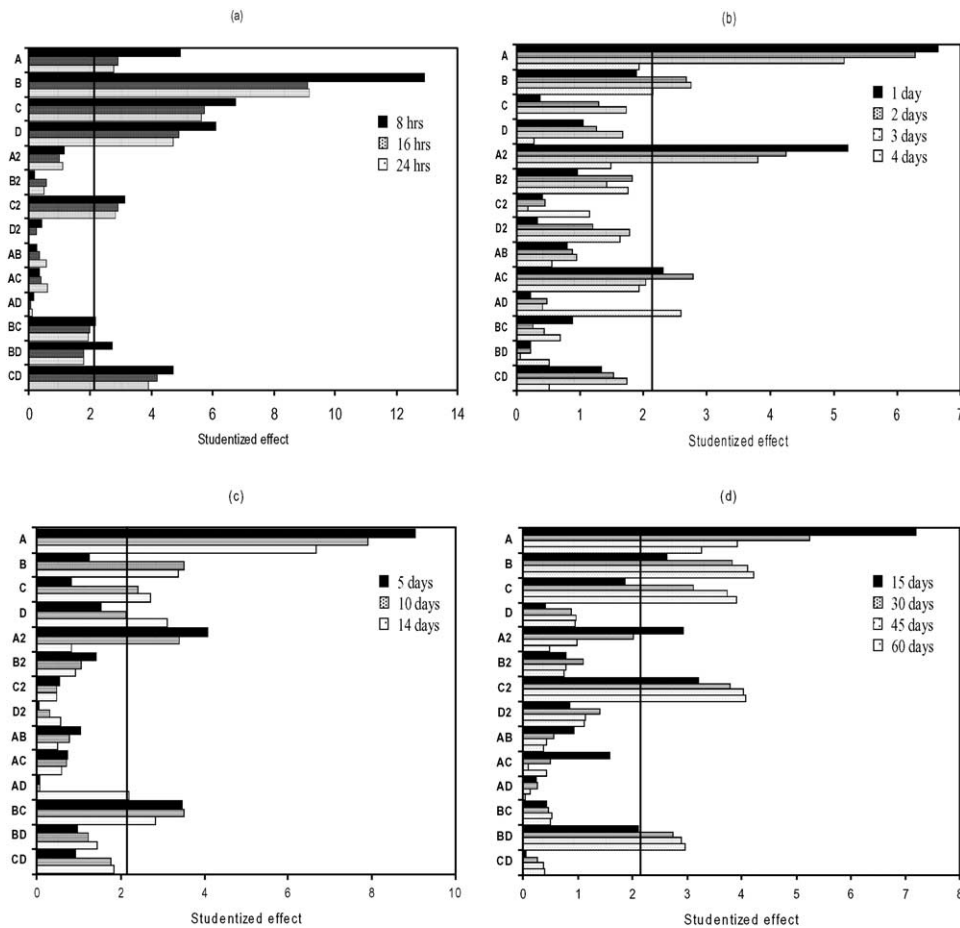 (a)
A
B
C
D
A2
B2
C2
D2
AB
AC
AD
BC
BD
CD
8 hrs
16 hrs
24 hrs
0 2 4 6 8 10 12 14
Studentized effect
(b)
A
B
C
D
A2
B2
C2
D2
AB
AC
AD
BC
BD
CD
1 day
2 days
3 days
4 days
0 1 2 3 4 5 6 7
Studentized effect
(c)
A
B
C
D
A2
B2
C2
D2
AB
AC
AD
BC
BD
CD
5 days
10 days
14 days
0 2 4 6 8 10
Studentized effect
(d)
A
B
C
D
A2
B2
C2
D2
AB
AC
AD
BC
BD
CD
15 days
30 days
45 days
60 days
0 1 2 3 4 5 6 7 8
Studentized effect